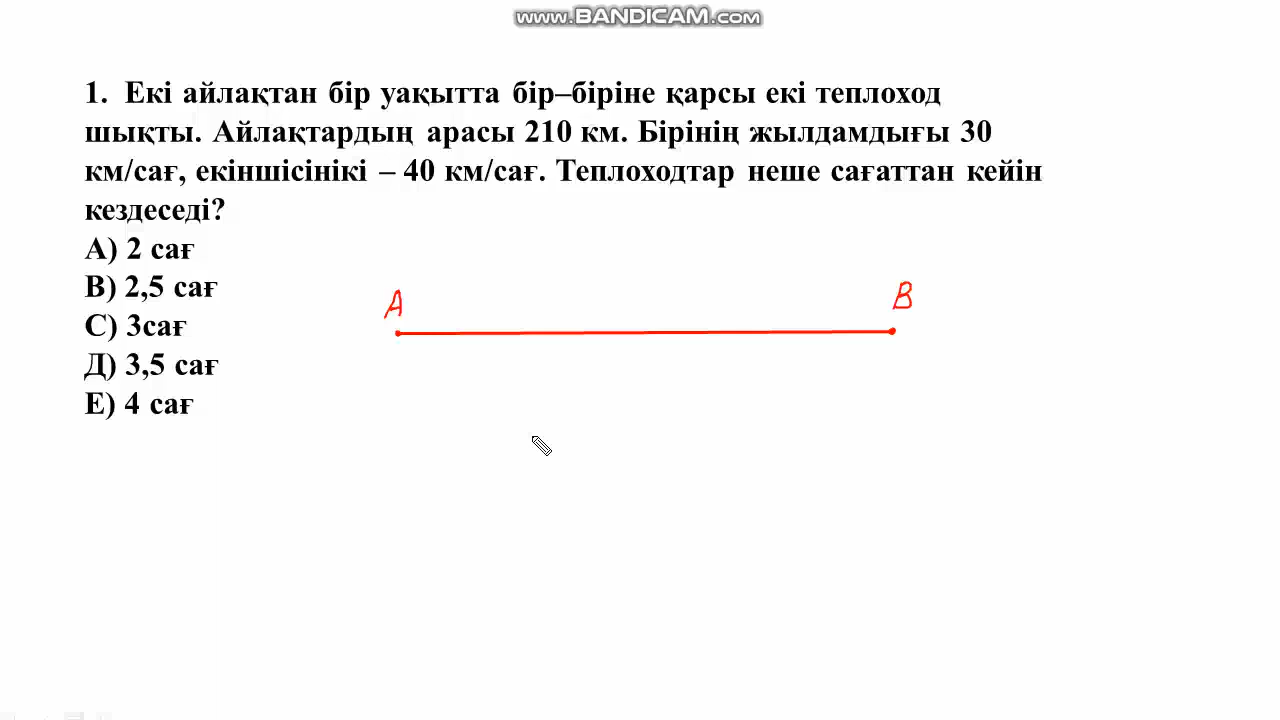 www.BANDICAM.com
1. Екі айлақтан бір уақытта бір–біріне қарсы екі теплоход
шықты. Айлақтардың арасы 210 км. Бірінің жылдамдығы 30
км/сағ, екіншісінікі – 40 км/сағ. Теплоходтар неше сағаттан кейін
кездеседі?
А) 2 сағ
В) 2,5 сағ
С) 3сағ
Д) 3,5 сағ
Е) 4 сағ
A B